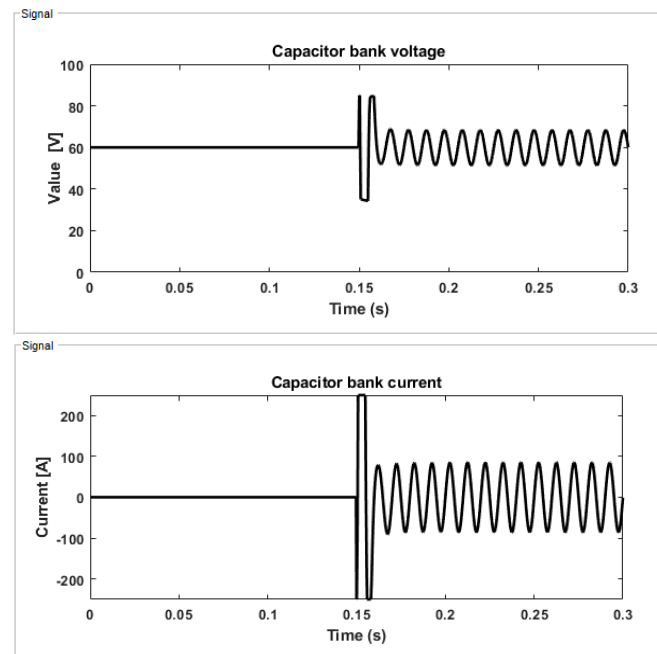 Signal
Capacitor bank voltage
100
80
60
40
20
0
Value [V]
0 0.05 0.1 0.15 0.2 0.25 0.3
Time (s)
Signal
Capacitor bank current
200
100
0
-100
-200
Current [A]
0 0.05 0.1 0.15 0.2 0.25 0.3
Time (s)